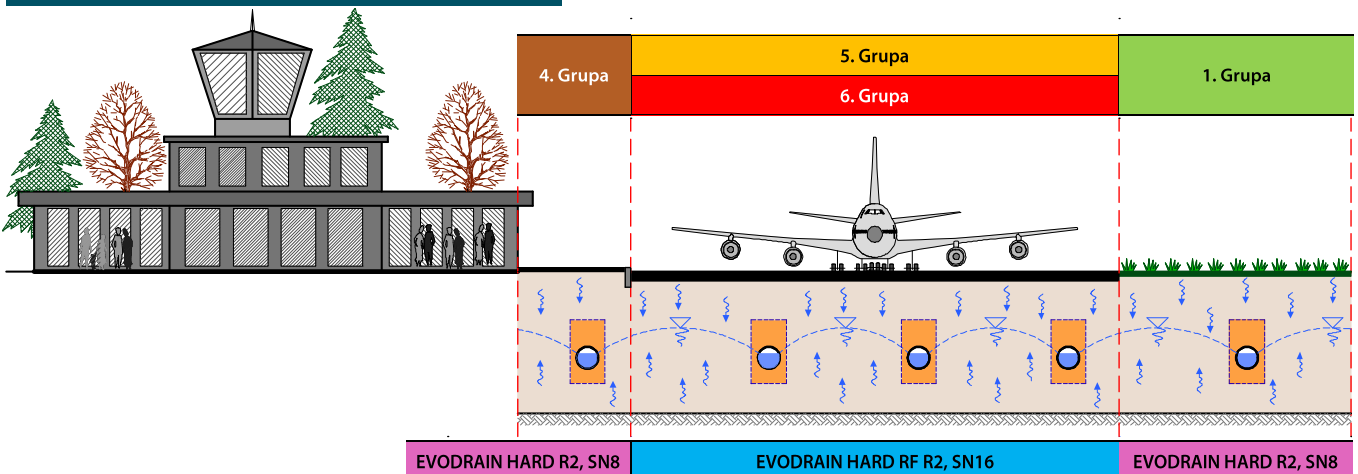 4. Grupa
5. Grupa
6. Grupa
1. Grupa
EVODRAIN HARD R2, SN8
EVODRAIN HARD RF R2, SN16
EVODRAIN HARD R2, SN8